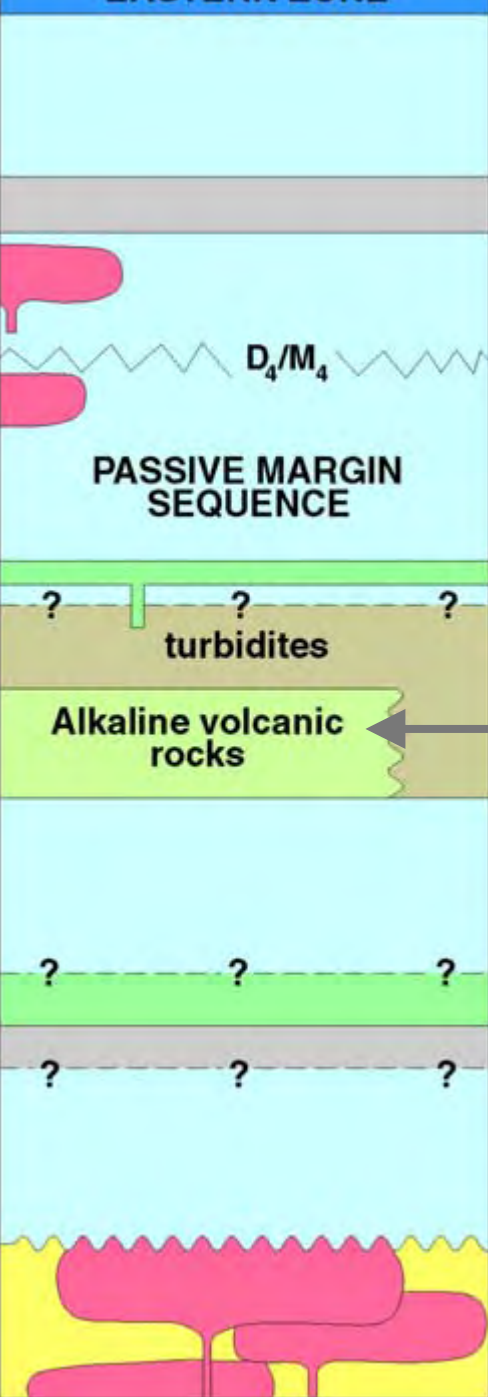 D4/M4
PASSIVE MARGIN
SEQUENCE
? ? ?
turbidites
Alkaline volcanic
rocks
? ? ?
? ? ?